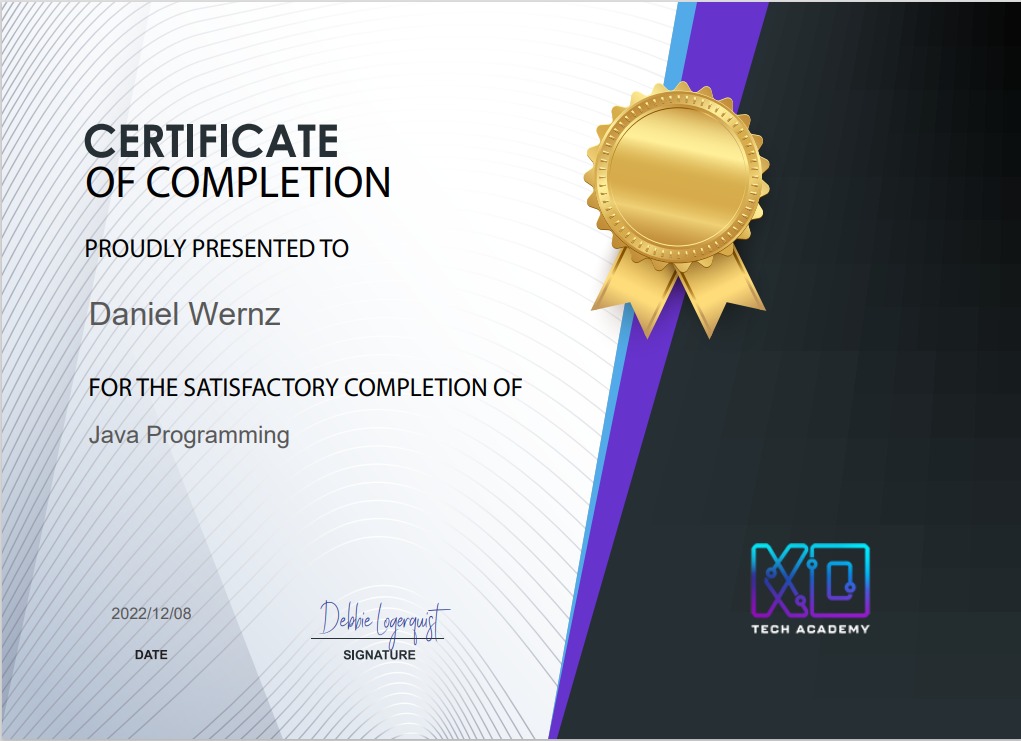 CERTIFICATE
OF COMPLETION
PROUDLY PRESENTED TO
Daniel Wernz
FOR THE SATISFACTORY COMPLETION OF
Java Programming
2022/12/08
DATE
Debbie Logerquist
SIGNATURE
XO
TECH ACADEMY